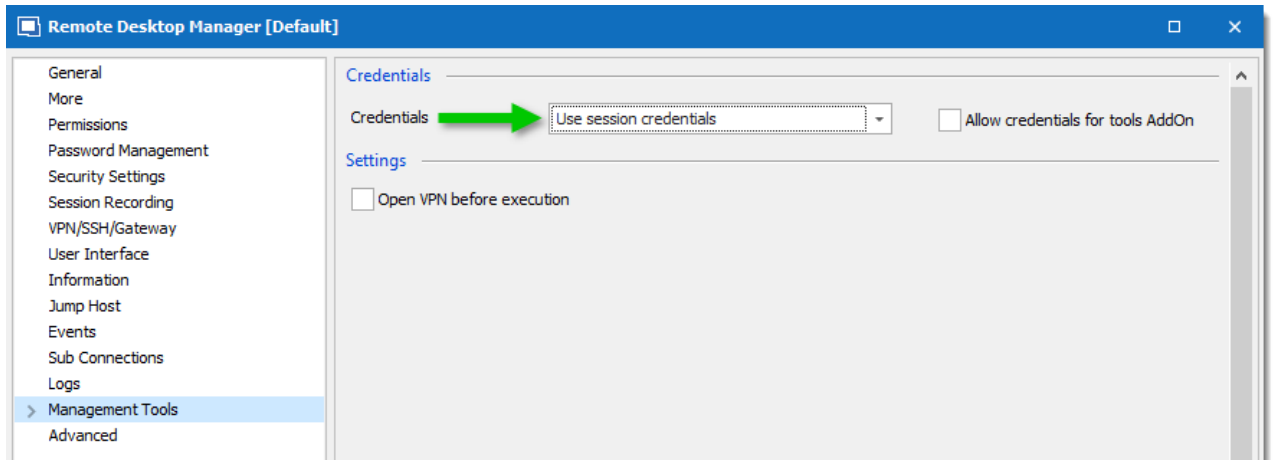 Remote Desktop Manager [Default]
General
More
Permissions
Password Management
Security Settings
Session Recording
VPN/SSH/Gateway
User Interface
Information
Jump Host
Events
Sub Connections
Logs
Management Tools
Advanced
Credentials
Credentials Use session credentials Allow credentials for tools AddOn
Settings
Open VPN before execution